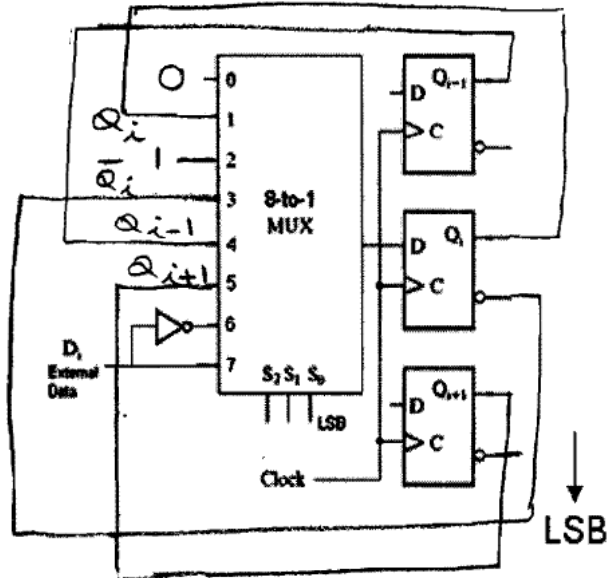 0 0
Q̅i 1
1 2
Q̅i 3
Qi-1 4
Qi+1 5
6
7
8-to-1
MUX
S2 S1 S0
LSB
Di
External
Data
Clock
D Qi-1
C
D Qi
C
D Qi+1
C
LSB